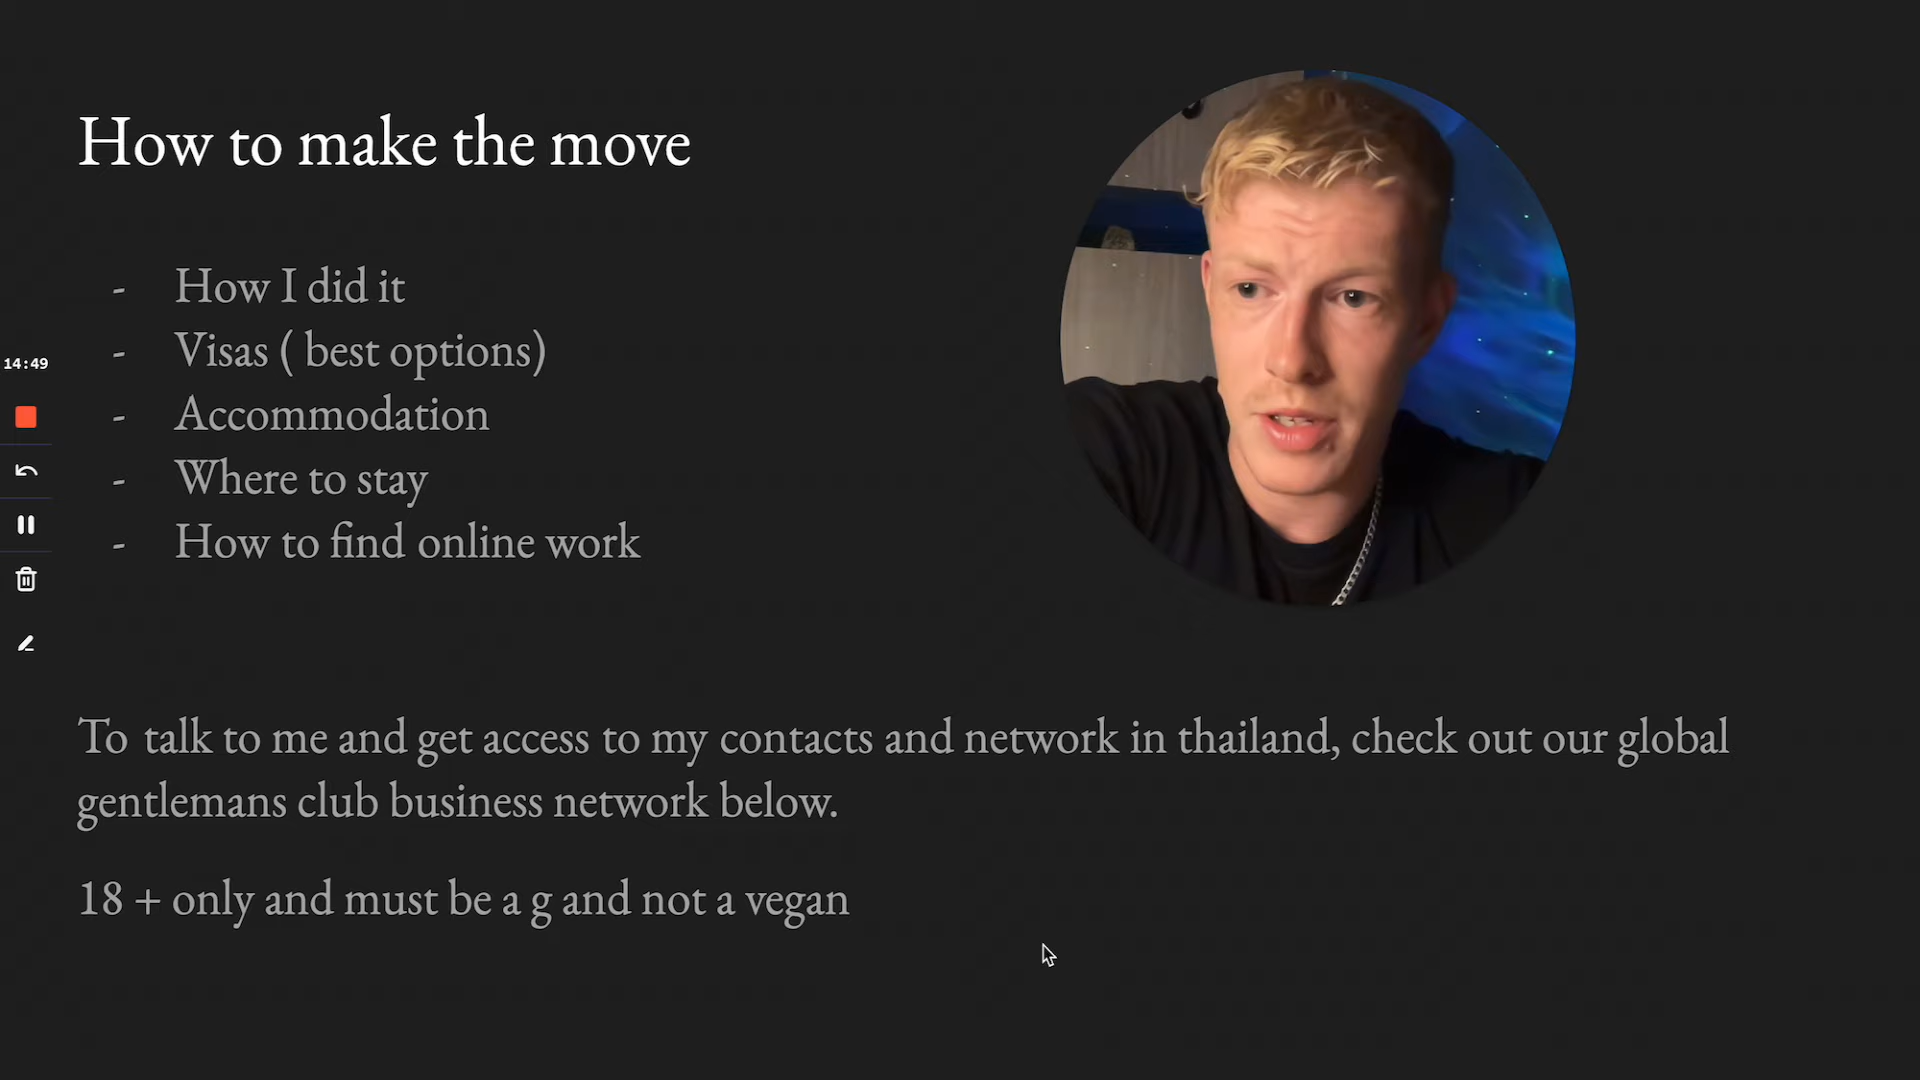 How to make the move
- How I did it
- Visas ( best options)
- Accommodation
- Where to stay
- How to find online work
14:49
To talk to me and get access to my contacts and network in thailand, check out our global
gentlemans club business network below.
18 + only and must be a g and not a vegan